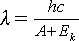 λ = hc / (A + E_k)